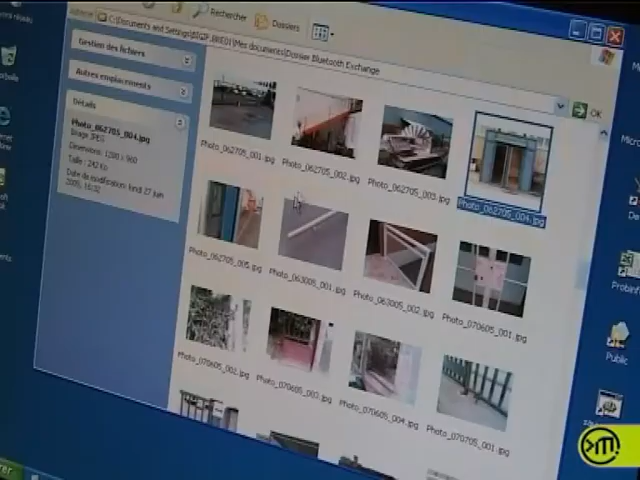 Rechercher
Dossiers
Adresse C:\Documents and Settings\DIGIP_BRE01\Mes documents\Dossier Bluetooth Exchange
OK
Gestion des fichiers
Autres emplacements
Détails
Photo_062705_004.jpg
Image JPEG
Dimensions: 1280 x 960
Taille : 242 Ko
Date de modification: lundi 27 juin
2005, 16:32
Photo_062705_001.jpg
Photo_062705_002.jpg
Photo_062705_003.jpg
Photo_062705_004.jpg
Photo_062705_005.jpg
Photo_063005_001.jpg
Photo_063005_002.jpg
Photo_070605_001.jpg
Photo_070605_002.jpg
Photo_070605_003.jpg
Photo_070605_004.jpg
Photo_070705_001.jpg
Public
m